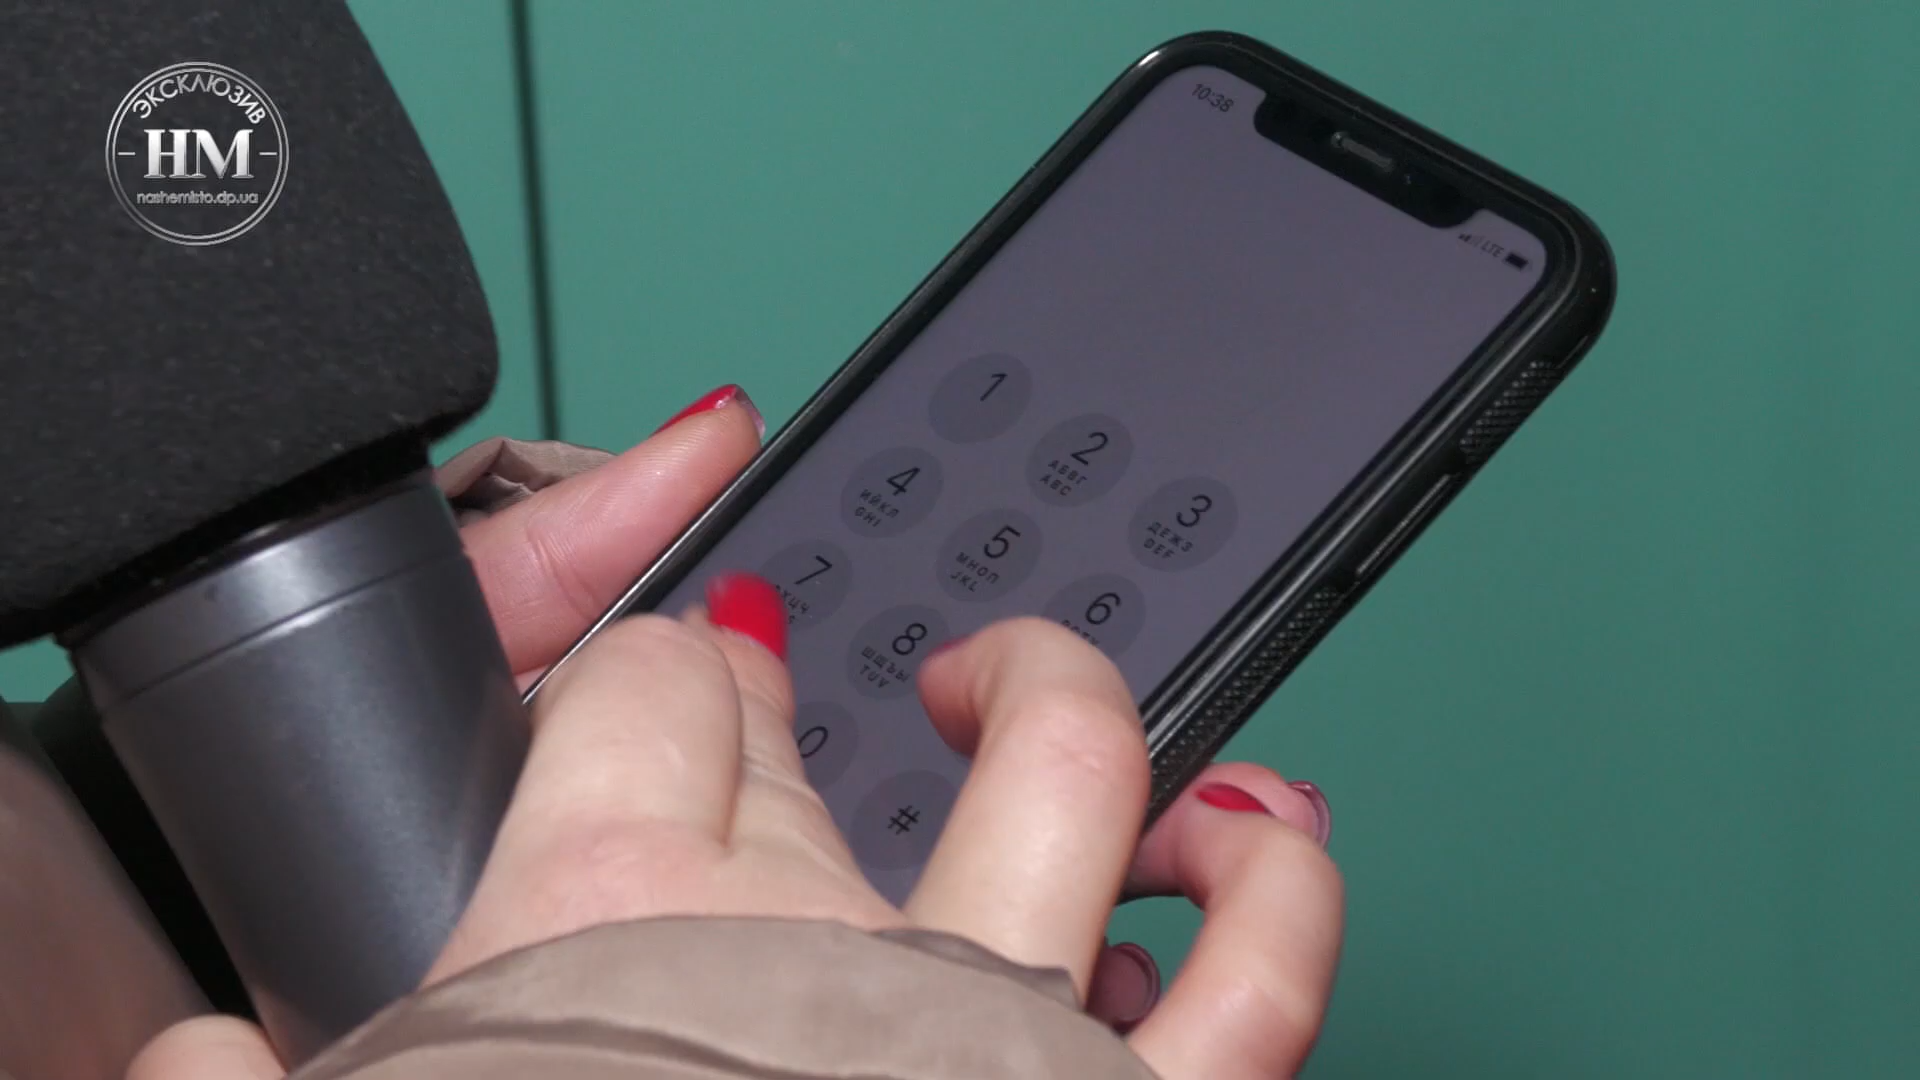 ЭКСКЛЮЗИВ
НМ
nashemisto.dp.ua
10:38
LTE
1
2
АБВГ
ABC
3
ДЕЖЗ
DEF
4
ИЙКЛ
GHI
5
МНОП
JKL
6
7
8
ШЩЪЫ
TUV
0
#